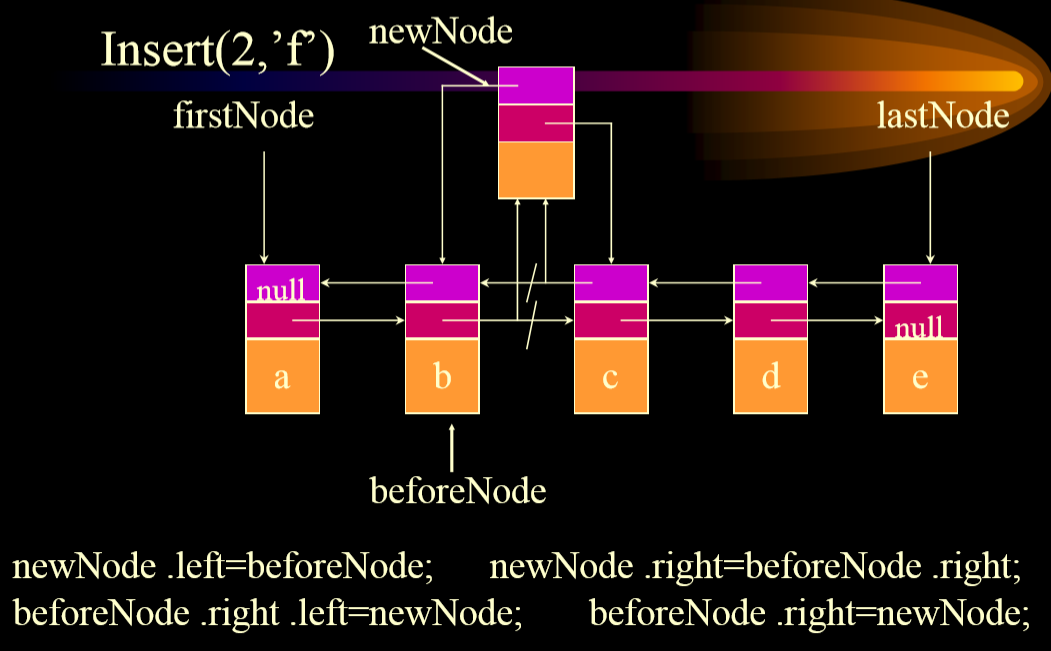 Insert(2,’f’)
newNode
firstNode
lastNode
null
null
a
b
c
d
e
beforeNode
newNode .left=beforeNode; newNode .right=beforeNode .right;
beforeNode .right .left=newNode; beforeNode .right=newNode;